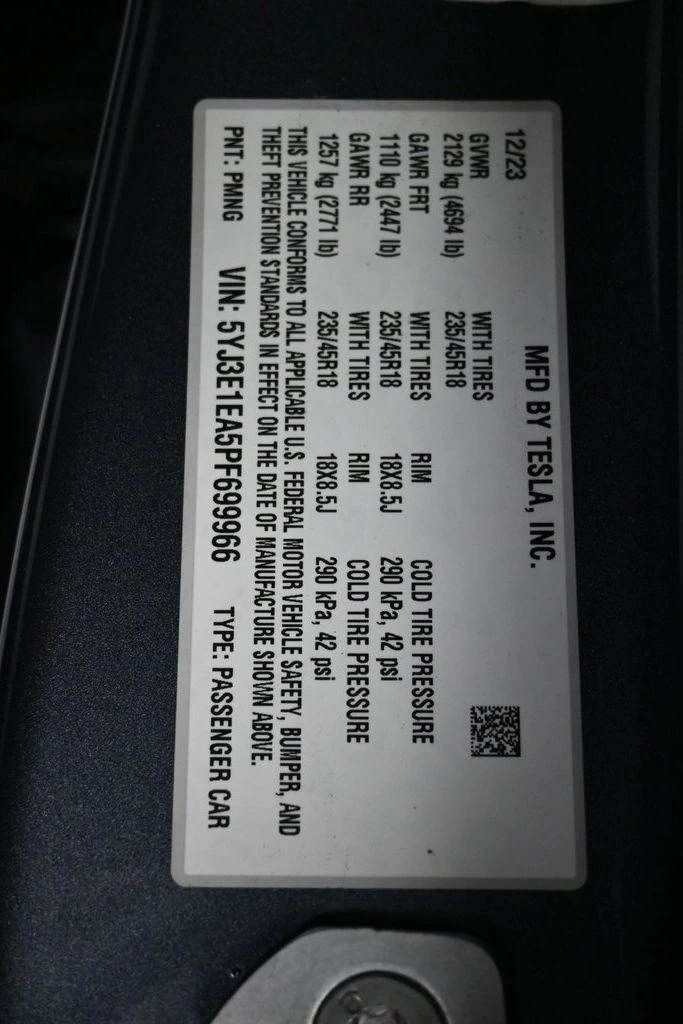 MFD BY TESLA, INC.
12/23
GVWR
2129 kg (4694 lb) WITH TIRES
235/45R18
GAWR FRT WITH TIRES RIM COLD TIRE PRESSURE
1110 kg (2447 lb) 235/45R18 18X8.5J 290 kPa, 42 psi
GAWR RR WITH TIRES RIM COLD TIRE PRESSURE
1257 kg (2771 lb) 235/45R18 18X8.5J 290 kPa, 42 psi
THIS VEHICLE CONFORMS TO ALL APPLICABLE U.S. FEDERAL MOTOR VEHICLE SAFETY, BUMPER, AND
THEFT PREVENTION STANDARDS IN EFFECT ON THE DATE OF MANUFACTURE SHOWN ABOVE.
PNT: PMNG VIN: 5YJ3E1EA5PF699966 TYPE: PASSENGER CAR